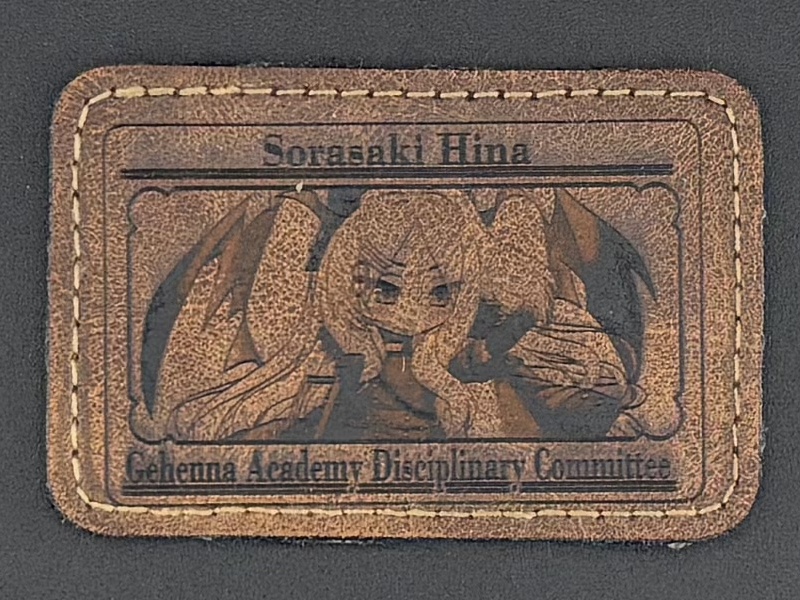 Sorasaki Hina
Gehenna Academy Disciplinary Committee